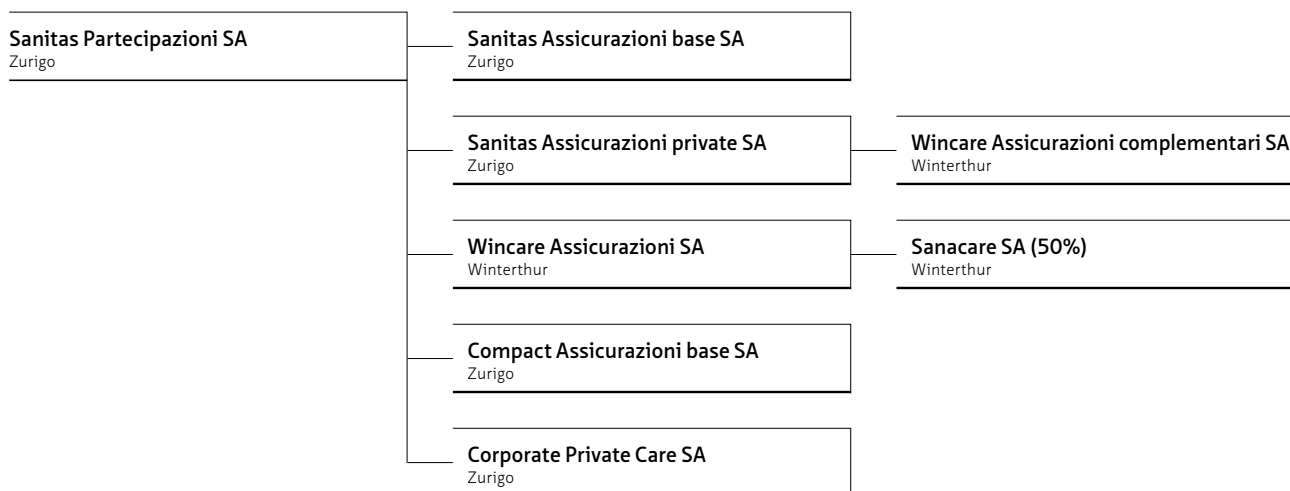 Sanitas Partecipazioni SA
Zurigo
Sanitas Assicurazioni base SA
Zurigo
Sanitas Assicurazioni private SA
Zurigo
Wincare Assicurazioni complementari SA
Winterthur
Wincare Assicurazioni SA
Winterthur
Sanacare SA (50%)
Winterthur
Compact Assicurazioni base SA
Zurigo
Corporate Private Care SA
Zurigo